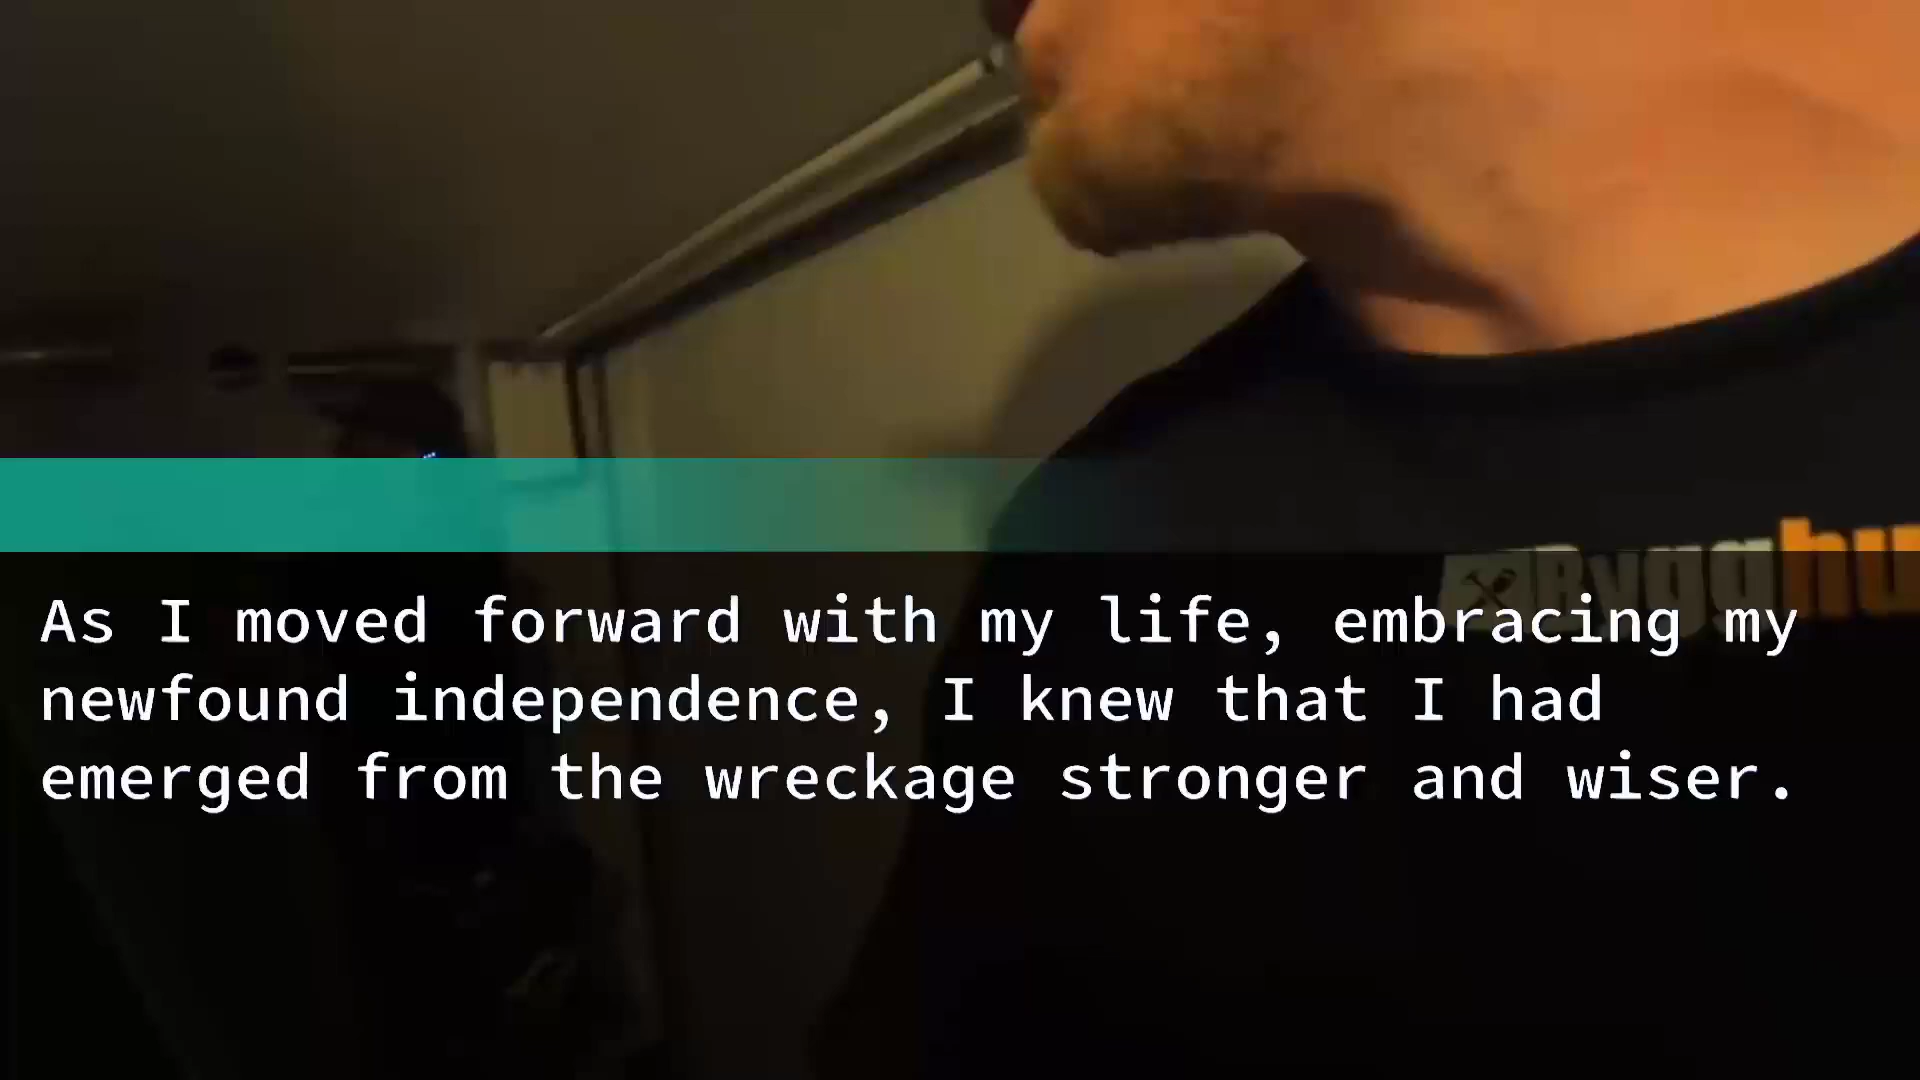 Rygghu
As I moved forward with my life, embracing my
newfound independence, I knew that I had
emerged from the wreckage stronger and wiser.